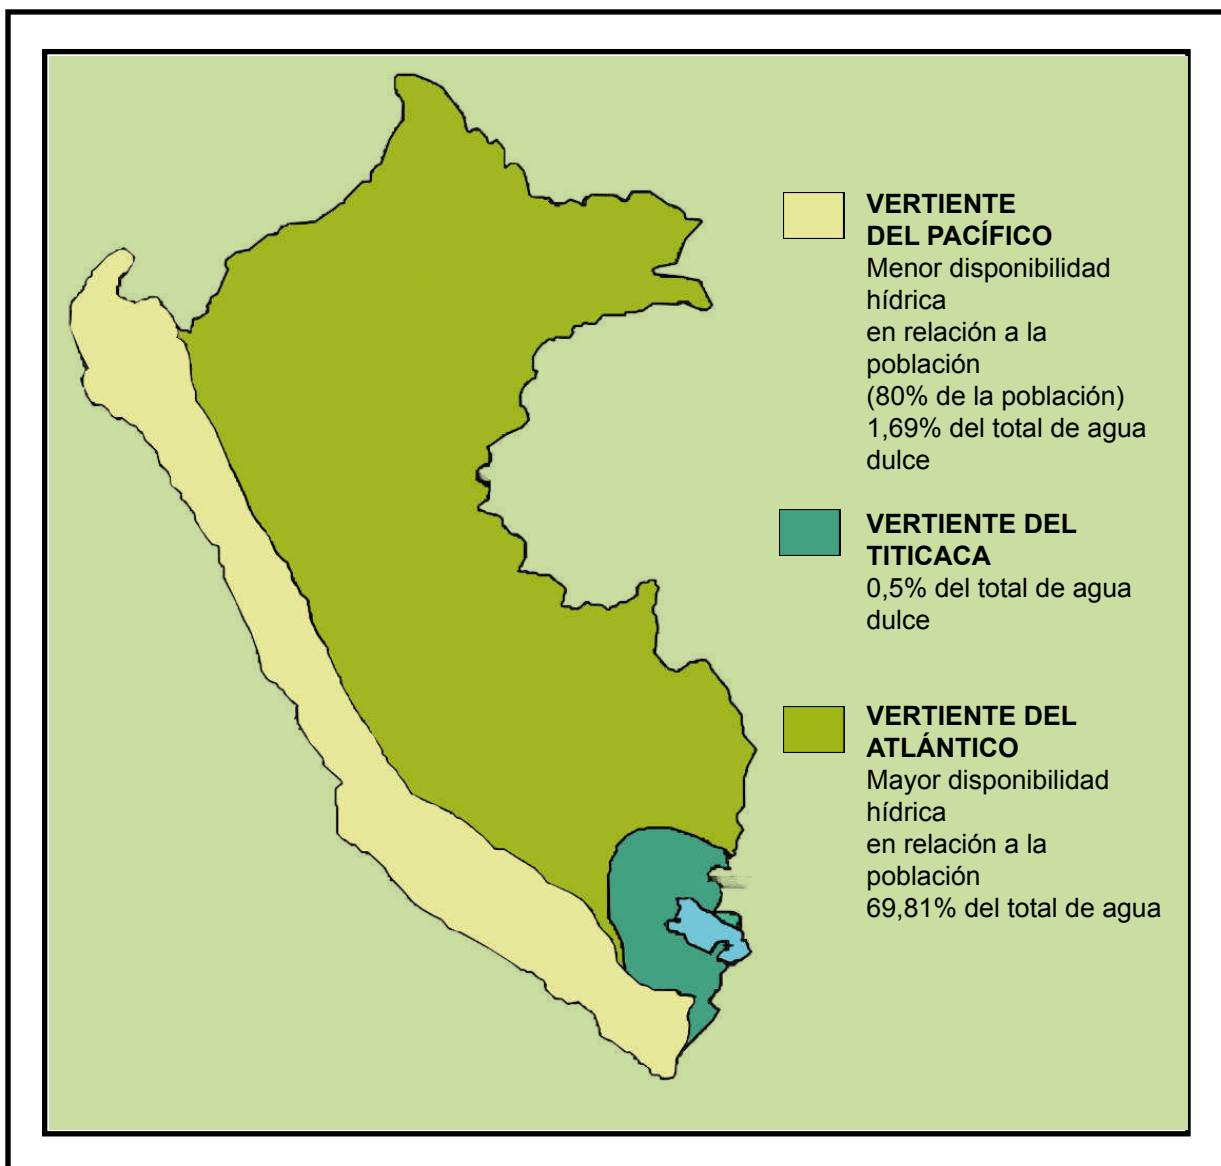 VERTIENTE
DEL PACÍFICO
Menor disponibilidad
hídrica
en relación a la
población
(80% de la población)
1,69% del total de agua
dulce
VERTIENTE DEL
TITICACA
0,5% del total de agua
dulce
VERTIENTE DEL
ATLÁNTICO
Mayor disponibilidad
hídrica
en relación a la
población
69,81% del total de agua